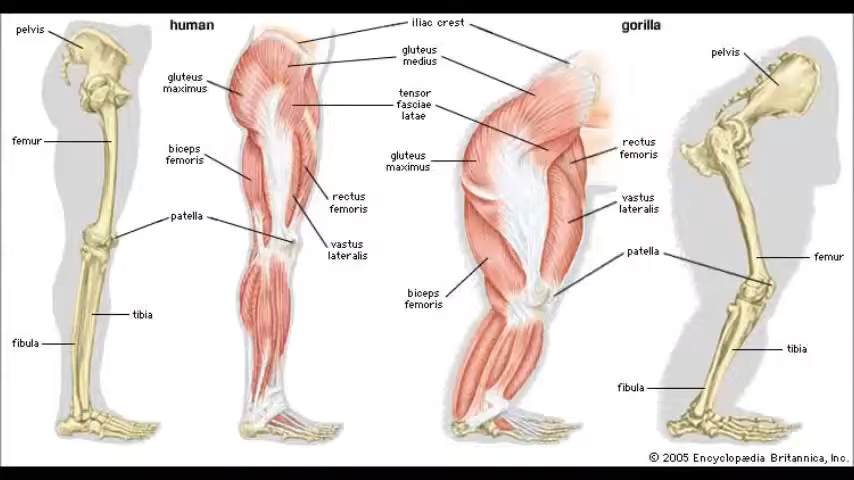 human
iliac crest
gorilla
pelvis
gluteus
maximus
femur
biceps
femoris
patella
rectus
femoris
vastus
lateralis
tibia
fibula
gluteus
medius
tensor
fasciae
latae
gluteus
maximus
biceps
femoris
rectus
femoris
vastus
lateralis
patella
pelvis
femur
tibia
fibula
© 2005 Encyclopædia Britannica, Inc.